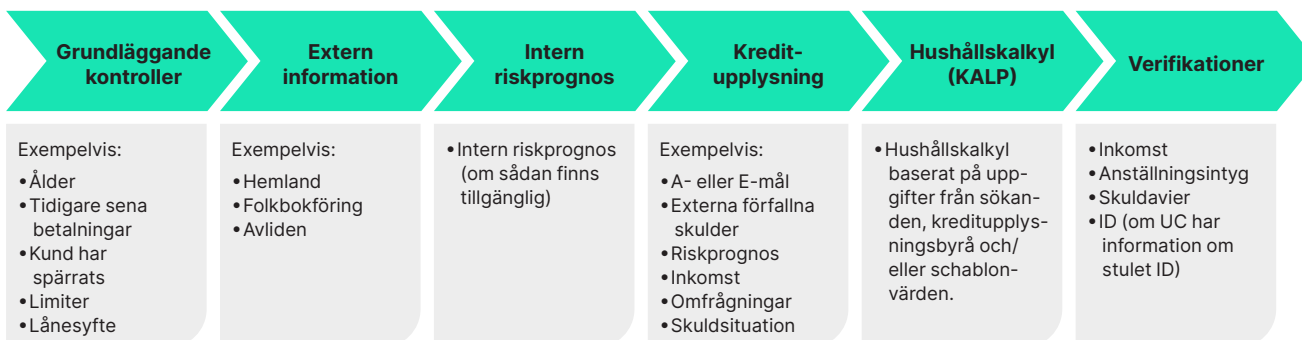 Grundläggande
kontroller
Extern
information
Intern
riskprognos
Kredit-
upplysning
Hushållskalkyl
(KALP)
Verifikationer
Exempelvis:
•Ålder
•Tidigare sena
betalningar
•Kund har
spärrats
•Limiter
•Lånesyfte
Exempelvis:
•Hemland
•Folkbokföring
•Avliden
•Intern riskprognos
(om sådan finns
tillgänglig)
Exempelvis:
•A- eller E-mål
•Externa förfallna
skulder
•Riskprognos
•Inkomst
•Omfrågningar
•Skuldsituation
•Hushållskalkyl
baserat på upp-
gifter från sökan-
den, kreditupplys-
ningsbyrå och/
eller schablon-
värden.
•Inkomst
•Anställningsintyg
•Skuldavier
•ID (om UC har
information om
stulet ID)